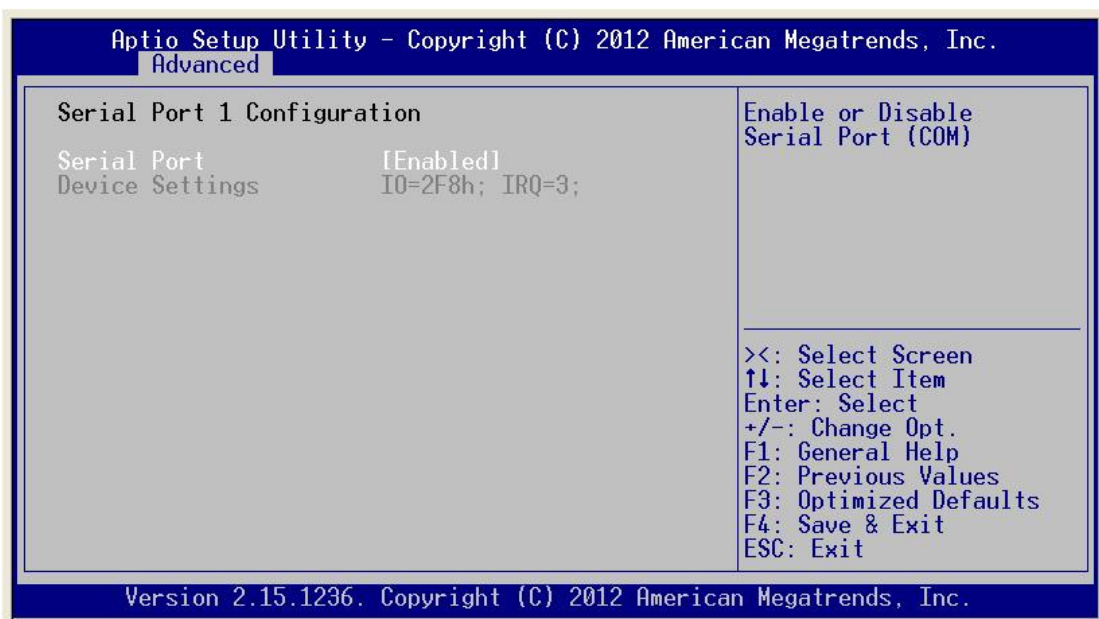 Aptio Setup Utility - Copyright (C) 2012 American Megatrends, Inc.
Advanced
Serial Port 1 Configuration
Serial Port [Enabled]
Device Settings IO=2F8h; IRQ=3;
Enable or Disable
Serial Port (COM)
><: Select Screen
↑↓: Select Item
Enter: Select
+/-: Change Opt.
F1: General Help
F2: Previous Values
F3: Optimized Defaults
F4: Save & Exit
ESC: Exit
Version 2.15.1236. Copyright (C) 2012 American Megatrends, Inc.